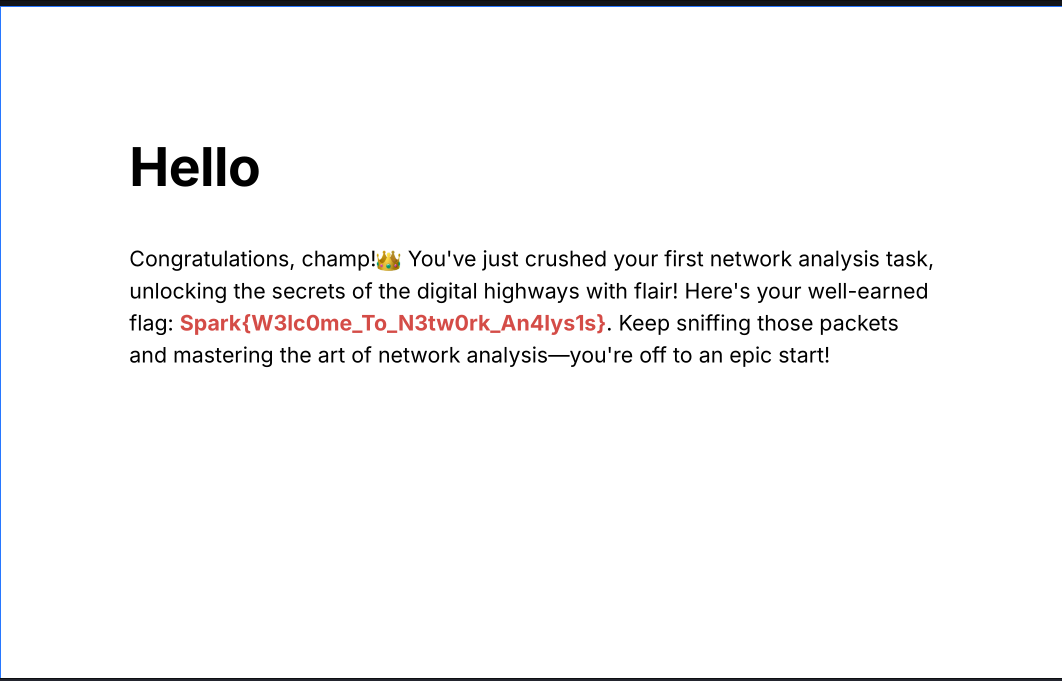 Hello
Congratulations, champ!👑 You've just crushed your first network analysis task,
unlocking the secrets of the digital highways with flair! Here's your well-earned
flag: Spark{W3lc0me_To_N3tw0rk_An4lys1s}. Keep sniffing those packets
and mastering the art of network analysis—you're off to an epic start!